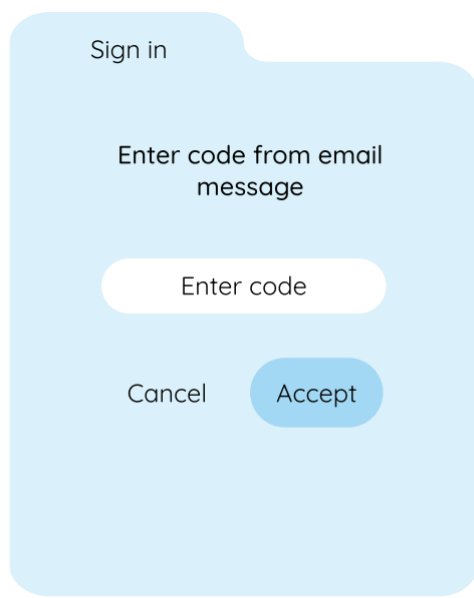 Sign in
Enter code from email
message
Enter code
Cancel
Accept